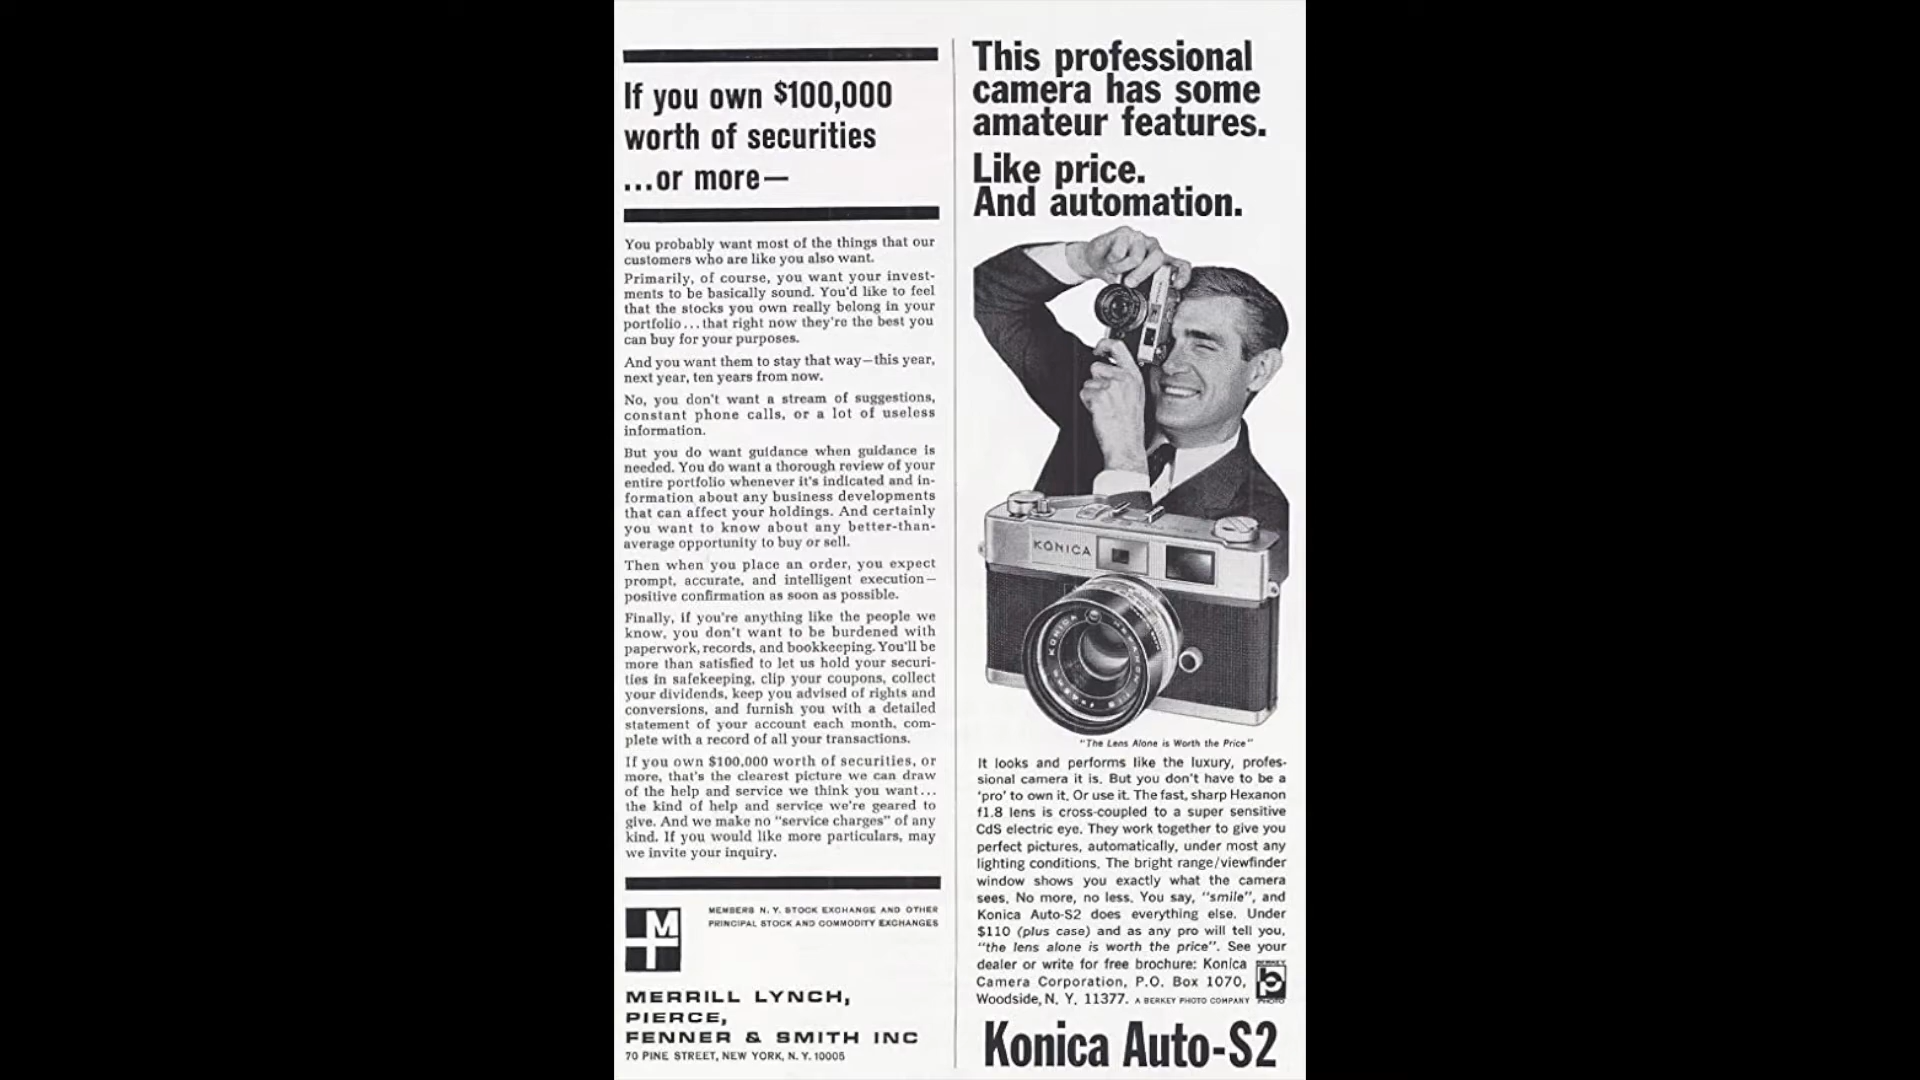 If you own $100,000
worth of securities
...or more—
You probably want most of the things that our
customers who are like you also want.
Primarily, of course, you want your invest-
ments to be basically sound. You'd like to feel
that the stocks you own really belong in your
portfolio...that right now they're the best you
can buy for your purposes.
And you want them to stay that way—this year,
next year, ten years from now.
No, you don't want a stream of suggestions,
constant phone calls, or a lot of useless
information.
But you do want guidance when guidance is
needed. You do want a thorough review of your
entire portfolio whenever it's indicated and in-
formation about any business developments
that can affect your holdings. And certainly
you want to know about any better-than-
average opportunity to buy or sell.
Then when you place an order, you expect
prompt, accurate, and intelligent execution—
positive confirmation as soon as possible.
Finally, if you're anything like the people we
know, you don't want to be burdened with
paperwork, records, and bookkeeping. You'll be
more than satisfied to let us hold your securi-
ties in safekeeping, clip your coupons, collect
your dividends, keep you advised of rights and
conversions, and furnish you with a detailed
statement of your account each month, com-
plete with a record of all your transactions.
If you own $100,000 worth of securities, or
more, that's the clearest picture we can draw
of the help and service we think you want...
the kind of help and service we're geared to
give. And we make no "service charges" of any
kind. If you would like more particulars, may
we invite your inquiry.
MEMBERS N. Y. STOCK EXCHANGE AND OTHER
PRINCIPAL STOCK AND COMMODITY EXCHANGES
MERRILL LYNCH,
PIERCE,
FENNER & SMITH INC
70 PINE STREET, NEW YORK, N. Y. 10005
This professional
camera has some
amateur features.
Like price.
And automation.
KONICA
KONICA HEXANON
"The Lens Alone is Worth the Price"
It looks and performs like the luxury, profes-
sional camera it is. But you don't have to be a
'pro' to own it. Or use it. The fast, sharp Hexanon
f1.8 lens is cross-coupled to a super sensitive
CdS electric eye. They work together to give you
perfect pictures, automatically, under most any
lighting conditions. The bright range/viewfinder
window shows you exactly what the camera
sees. No more, no less. You say, "smile", and
Konica Auto-S2 does everything else. Under
$110 (plus case) and as any pro will tell you,
"the lens alone is worth the price". See your
dealer or write for free brochure: Konica
Camera Corporation, P.O. Box 1070,
Woodside, N. Y. 11377. A BERKEY PHOTO COMPANY
BERKEY
PHOTO
Konica Auto-S2